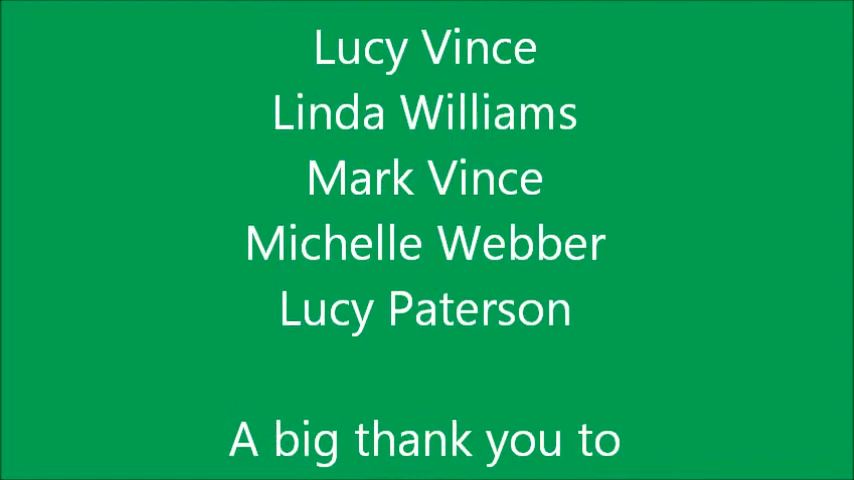 Lucy Vince
Linda Williams
Mark Vince
Michelle Webber
Lucy Paterson
A big thank you to